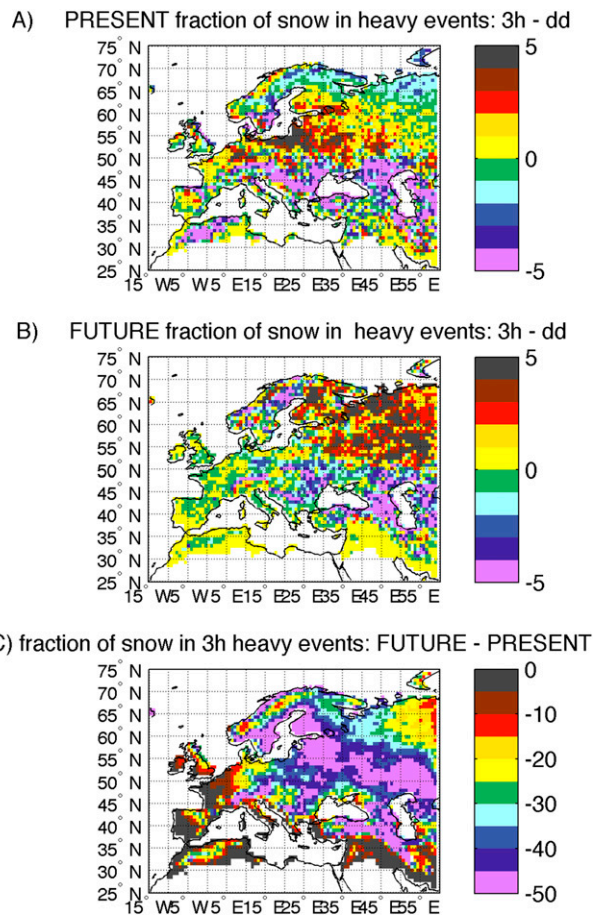 A) PRESENT fraction of snow in heavy events: 3h - dd
75° N
70° N
65° N
60° N
55° N
50° N
45° N
40° N
35° N
30° N
25° N
15° W5° W 5° E15° E25° E35° E45° E55° E
5
0
-5
B) FUTURE fraction of snow in heavy events: 3h - dd
75° N
70° N
65° N
60° N
55° N
50° N
45° N
40° N
35° N
30° N
25° N
15° W5° W 5° E15° E25° E35° E45° E55° E
5
0
-5
C) fraction of snow in 3h heavy events: FUTURE - PRESENT
75° N
70° N
65° N
60° N
55° N
50° N
45° N
40° N
35° N
30° N
25° N
15° W5° W 5° E15° E25° E35° E45° E55° E
0
-10
-20
-30
-40
-50